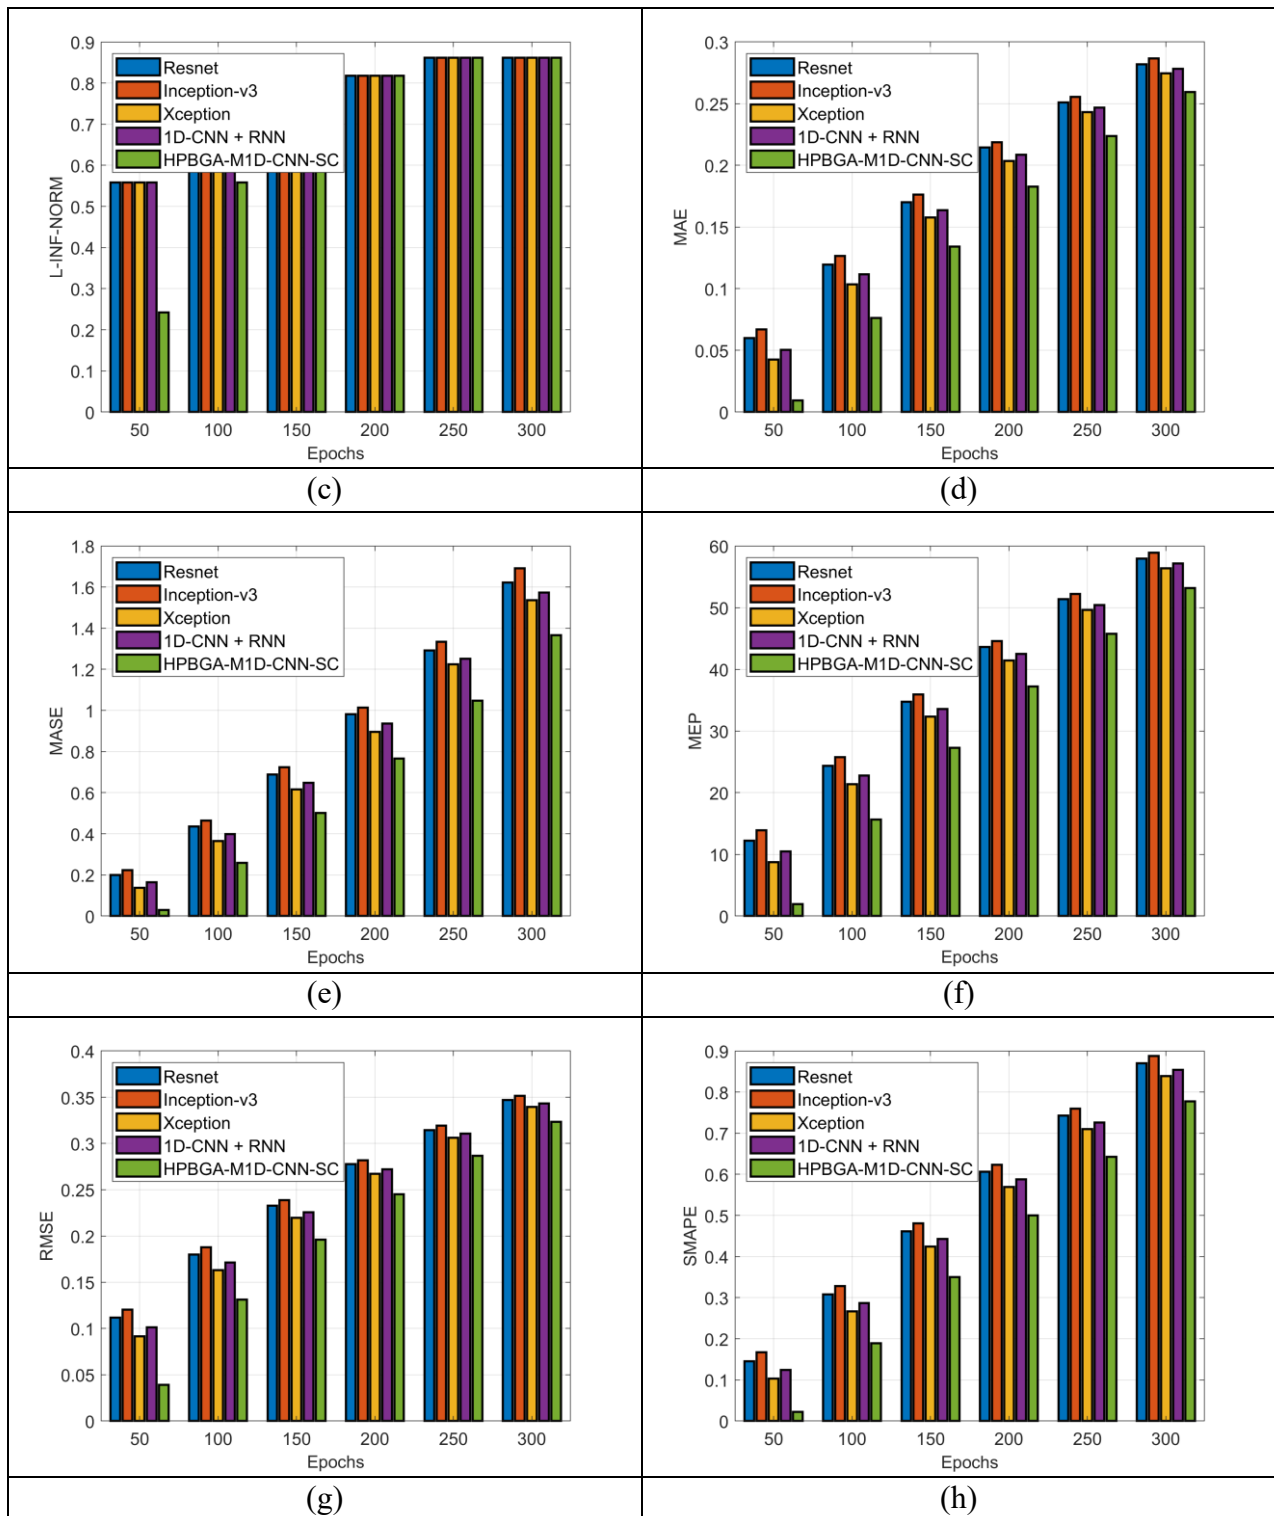 0.9
0.8
0.7
0.6
0.5
0.4
0.3
0.2
0.1
0
L-INF-NORM
Resnet
Inception-v3
Xception
1D-CNN + RNN
HPBGA-M1D-CNN-SC
50 100 150 200 250 300
Epochs
(c)
0.3
0.25
0.2
0.15
0.1
0.05
0
MAE
Resnet
Inception-v3
Xception
1D-CNN + RNN
HPBGA-M1D-CNN-SC
50 100 150 200 250 300
Epochs
(d)
1.8
1.6
1.4
1.2
1
0.8
0.6
0.4
0.2
0
MASE
Resnet
Inception-v3
Xception
1D-CNN + RNN
HPBGA-M1D-CNN-SC
50 100 150 200 250 300
Epochs
(e)
60
50
40
30
20
10
0
MEP
Resnet
Inception-v3
Xception
1D-CNN + RNN
HPBGA-M1D-CNN-SC
50 100 150 200 250 300
Epochs
(f)
0.4
0.35
0.3
0.25
0.2
0.15
0.1
0.05
0
RMSE
Resnet
Inception-v3
Xception
1D-CNN + RNN
HPBGA-M1D-CNN-SC
50 100 150 200 250 300
Epochs
(g)
0.9
0.8
0.7
0.6
0.5
0.4
0.3
0.2
0.1
0
SMAPE
Resnet
Inception-v3
Xception
1D-CNN + RNN
HPBGA-M1D-CNN-SC
50 100 150 200 250 300
Epochs
(h)